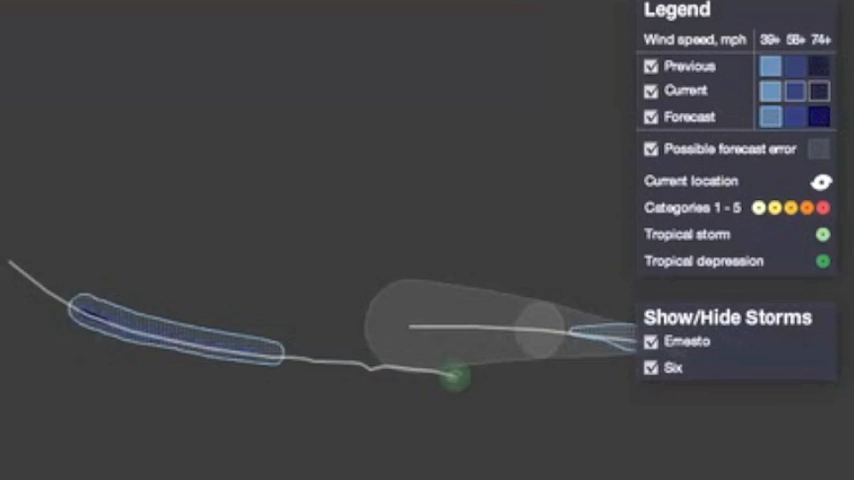 Legend
Wind speed, mph 39+ 58+ 74+
Previous
Current
Forecast
Possible forecast error
Current location
Categories 1 - 5
Tropical storm
Tropical depression
Show/Hide Storms
Ernesto
Six